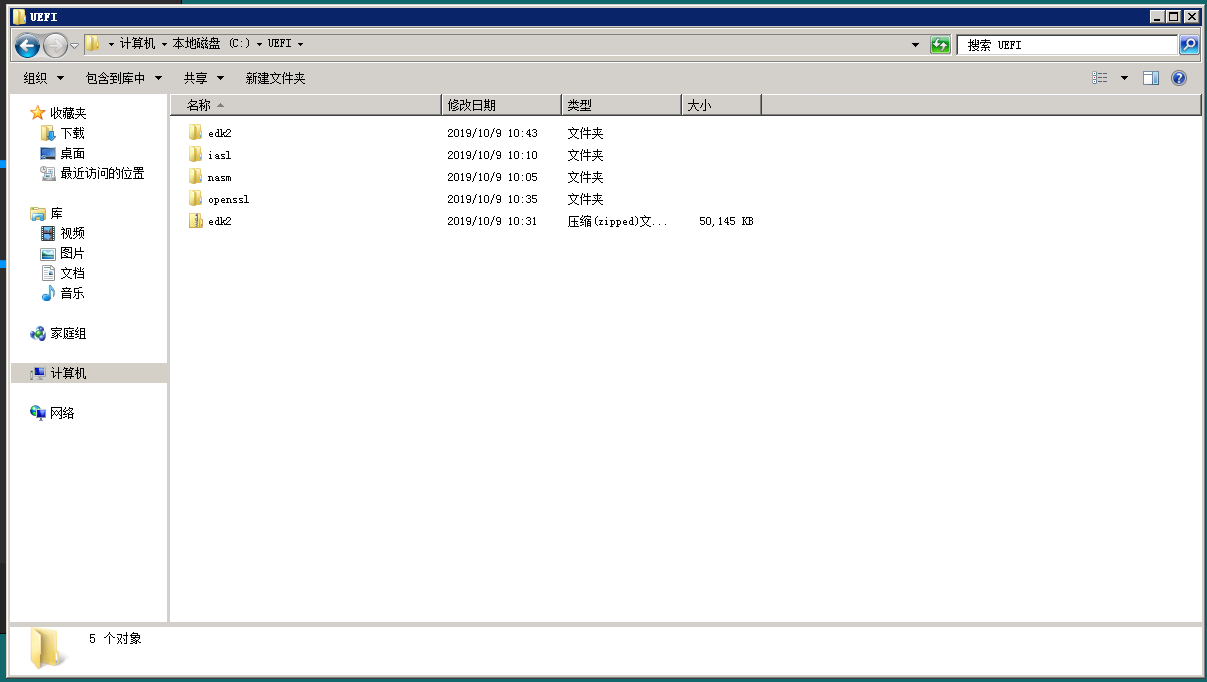 UEFI
计算机 本地磁盘 (C:) UEFI
搜索 UEFI
组织 包含到库中 共享 新建文件夹
收藏夹
下载
桌面
最近访问的位置
库
视频
图片
文档
音乐
家庭组
计算机
网络
名称 修改日期 类型 大小
edk2 2019/10/9 10:43 文件夹
iasl 2019/10/9 10:10 文件夹
nasm 2019/10/9 10:05 文件夹
openssl 2019/10/9 10:35 文件夹
edk2 2019/10/9 10:31 压缩(zipped)文... 50,145 KB
5 个对象